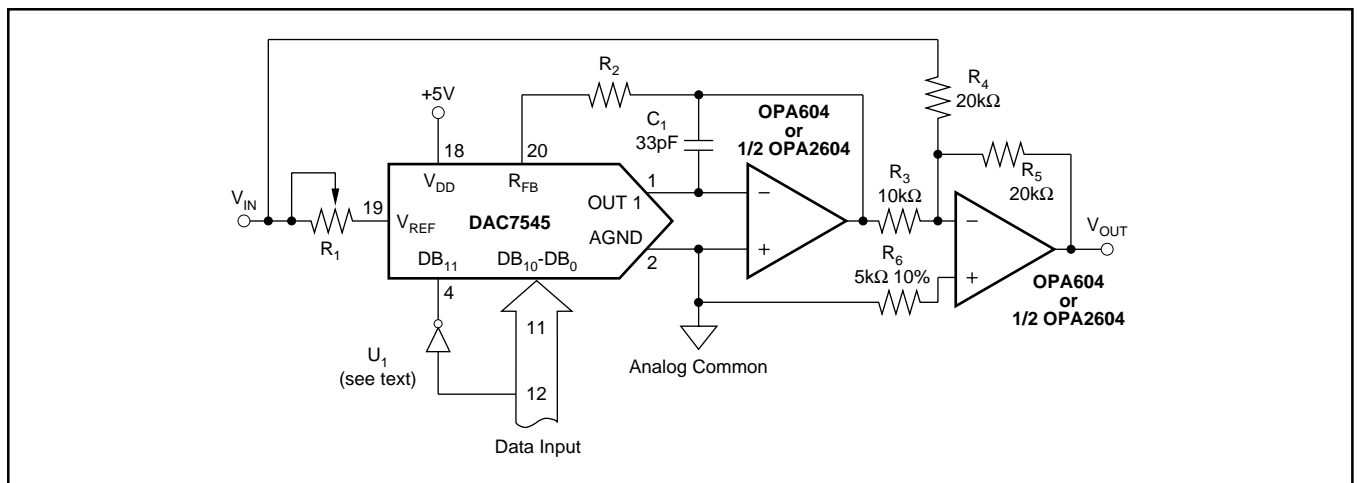 R2
R4
20kΩ
+5V
C1
33pF
OPA604
or
1/2 OPA2604
18
20
VDD
RFB
1
R5
20kΩ
R3
10kΩ
VIN
19
VREF
DAC7545
OUT 1
–
+
AGND
2
R1
DB11
DB10-DB0
R6
5kΩ 10%
–
+
VOUT
4
OPA604
or
1/2 OPA2604
11
Analog Common
U1
(see text)
12
Data Input